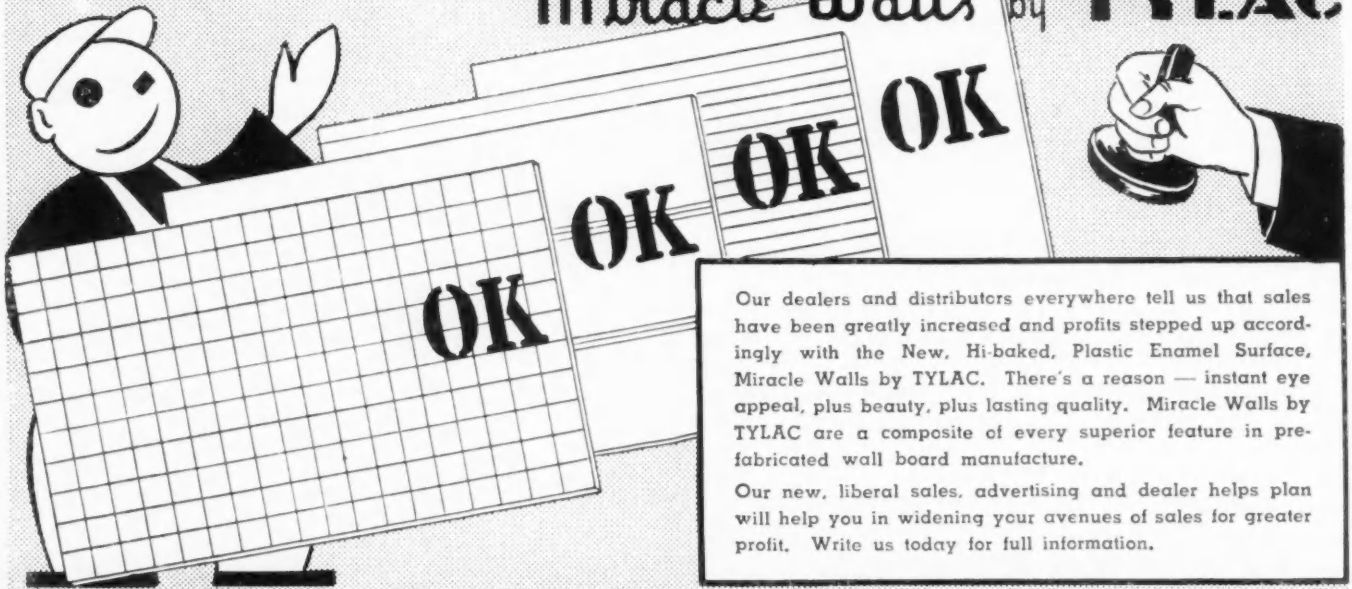 Miracle Walls by TYLAC
OK
OK
OK
OK
Our dealers and distributors everywhere tell us that sales
have been greatly increased and profits stepped up accord-
ingly with the New, Hi-baked, Plastic Enamel Surface,
Miracle Walls by TYLAC. There's a reason — instant eye
appeal, plus beauty, plus lasting quality. Miracle Walls by
TYLAC are a composite of every superior feature in pre-
fabricated wall board manufacture.
Our new, liberal sales, advertising and dealer helps plan
will help you in widening your avenues of sales for greater
profit. Write us today for full information.